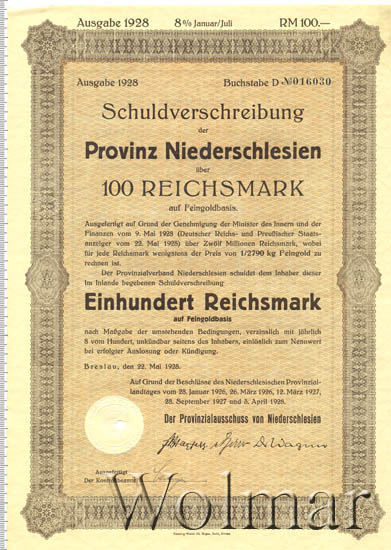 Ausgabe 1928 8% Januar/Juli RM 100.—
Ausgabe 1928 Buchstabe D № 016030
Schuldverschreibung
der
Provinz Niederschlesien
über
100 REICHSMARK
auf Feingoldbasis.
Ausgefertigt auf Grund der Genehmigung der Minister des Innern und der
Finanzen vom 9. Mai 1928 (Deutscher Reichs- und Preußischer Staats-
anzeiger vom 22. Mai 1928) über Zwölf Millionen Reichsmark, wobei
für jede Reichsmark wenigstens der Preis von 1/2790 kg Feingold zu
rechnen ist.
Der Provinzialverband Niederschlesien schuldet dem Inhaber dieser
im Inlande begebenen Schuldverschreibung
Einhundert Reichsmark
auf Feingoldbasis
nach Maßgabe der umstehenden Bedingungen, verzinslich mit jährlich
8 vom Hundert, unkündbar seitens des Inhabers, einlöslich zum Nennwert
bei erfolgter Auslosung oder Kündigung.
Breslau, den 22. Mai 1928.
Auf Grund der Beschlüsse des Niederschlesischen Provinzial-
landtages vom 28. Januar 1926, 26. März 1926, 12. März 1927,
28. September 1927 und 3. April 1928.
Der Provinzialausschuss von Niederschlesien
Ausgefertigt
Der Kontrollbeamte
Wolmar